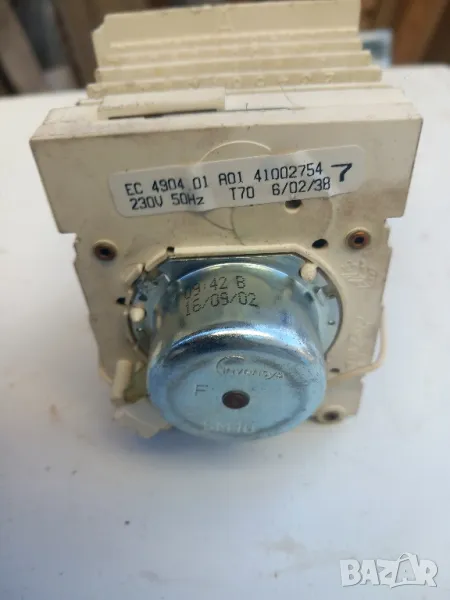 EC 4904 01 A01 41002754 7
230V 50Hz T70 6/02/38
09:42 B
16/09/02
invensys
F
BAZAR.bg